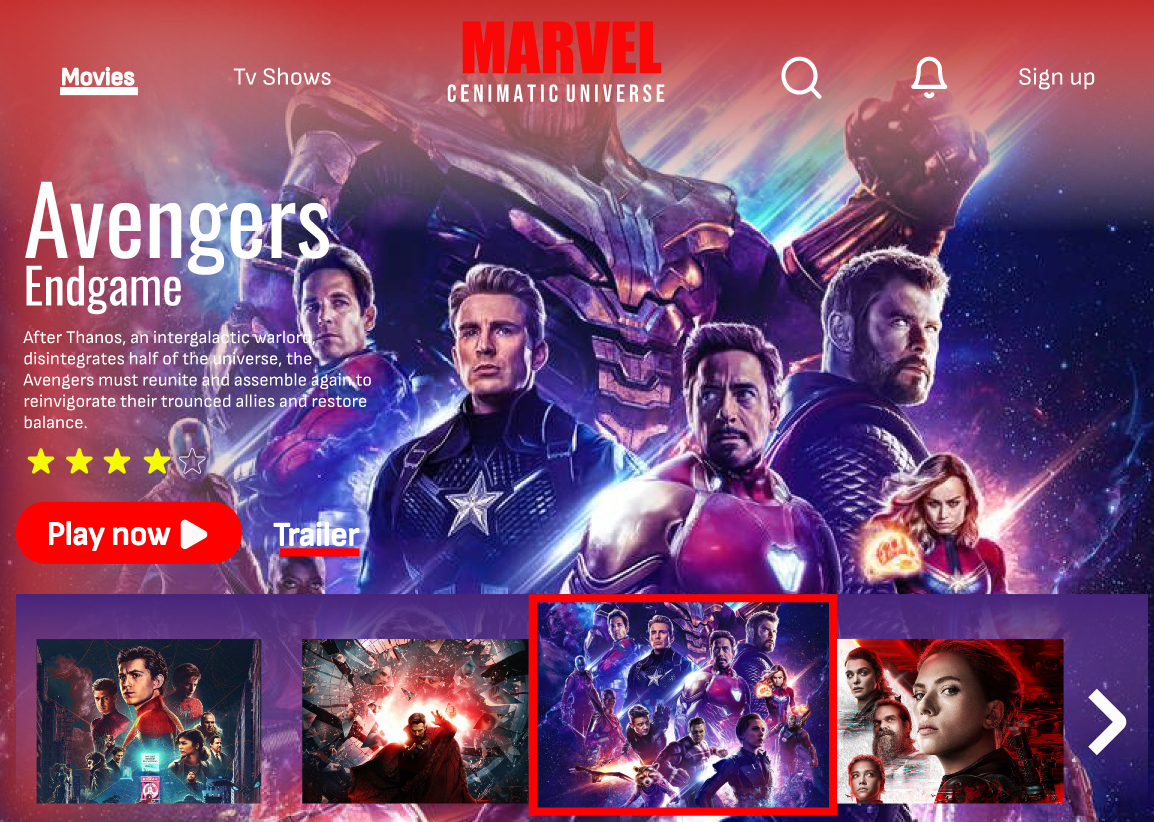 MARVEL
CENIMATIC UNIVERSE
Movies
Tv Shows
Sign up
Avengers
Endgame
After Thanos, an intergalactic warlord,
disintegrates half of the universe, the
Avengers must reunite and assemble again to
reinvigorate their trounced allies and restore
balance.
Play now
Trailer